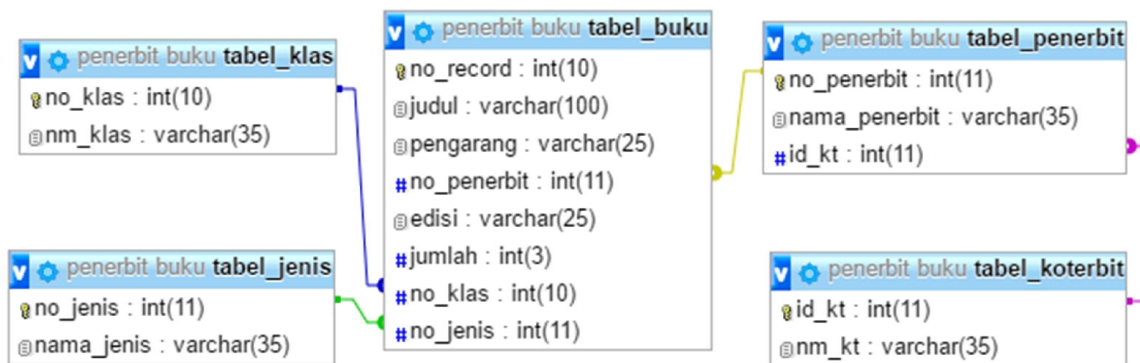 penerbit buku tabel_klas
no_klas : int(10)
nm_klas : varchar(35)
penerbit buku tabel_jenis
no_jenis : int(11)
nama_jenis : varchar(35)
v penerbit buku tabel_buku
no_record : int(10)
judul : varchar(100)
pengarang : varchar(25)
#no_penerbit : int(11)
edisi : varchar(25)
#jumlah : int(3)
#no_klas : int(10)
#no_jenis : int(11)
v penerbit buku tabel_penerbit
no_penerbit : int(11)
nama_penerbit : varchar(35)
#id_kt : int(11)
v penerbit buku tabel_koterbit
id_kt : int(11)
nm_kt : varchar(35)